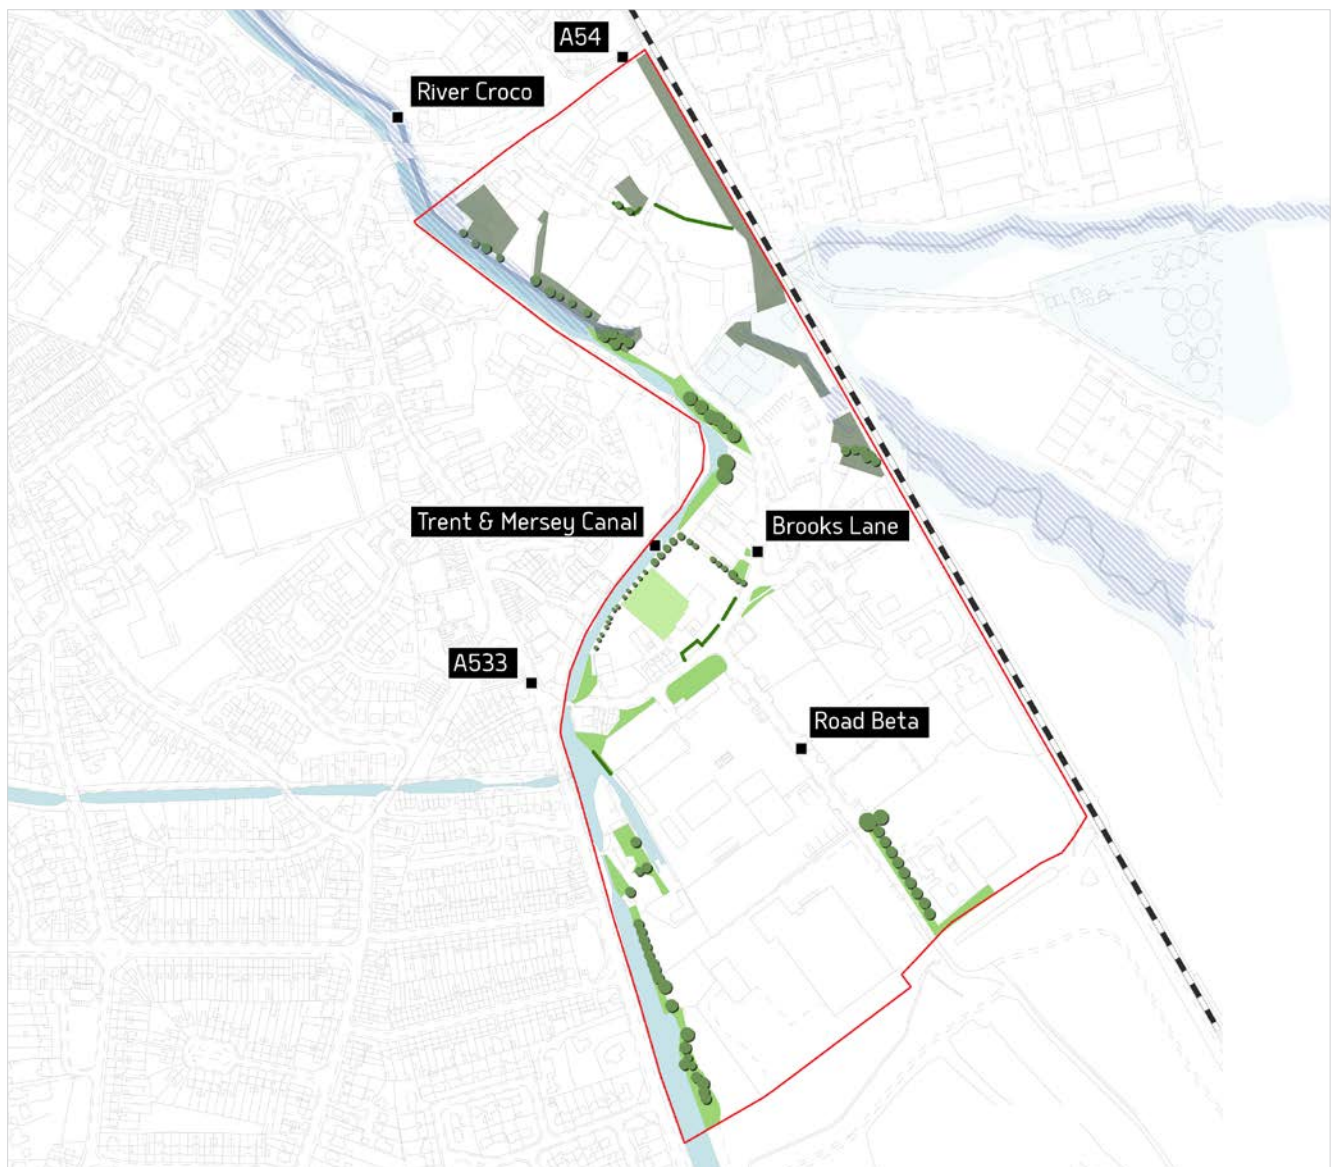 A54
River Croco
Trent & Mersey Canal
Brooks Lane
A533
Road Beta